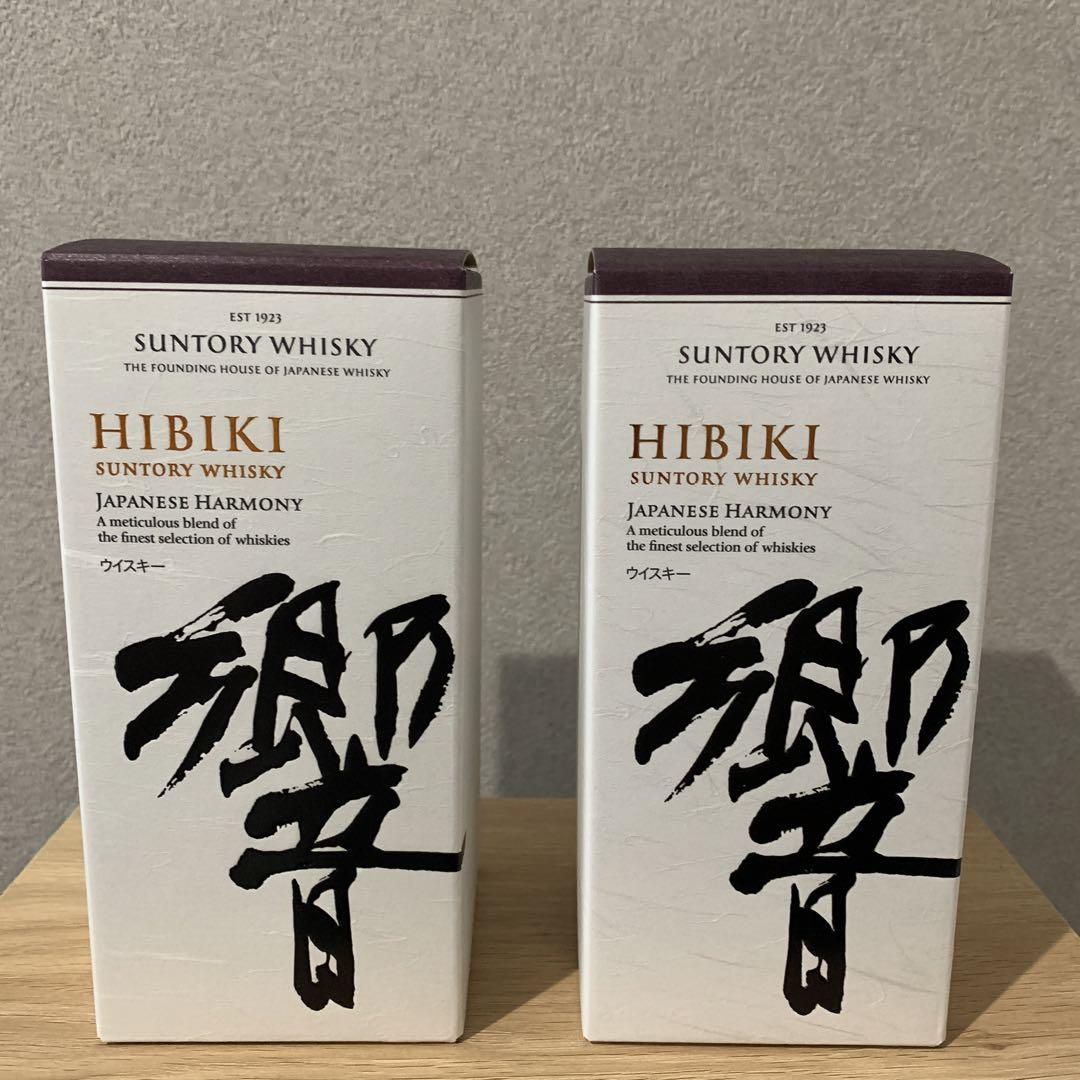 EST 1923
SUNTORY WHISKY
THE FOUNDING HOUSE OF JAPANESE WHISKY
HIBIKI
SUNTORY WHISKY
JAPANESE HARMONY
A meticulous blend of
the finest selection of whiskies
ウイスキー
響
EST 1923
SUNTORY WHISKY
THE FOUNDING HOUSE OF JAPANESE WHISKY
HIBIKI
SUNTORY WHISKY
JAPANESE HARMONY
A meticulous blend of
the finest selection of whiskies
ウイスキー
響